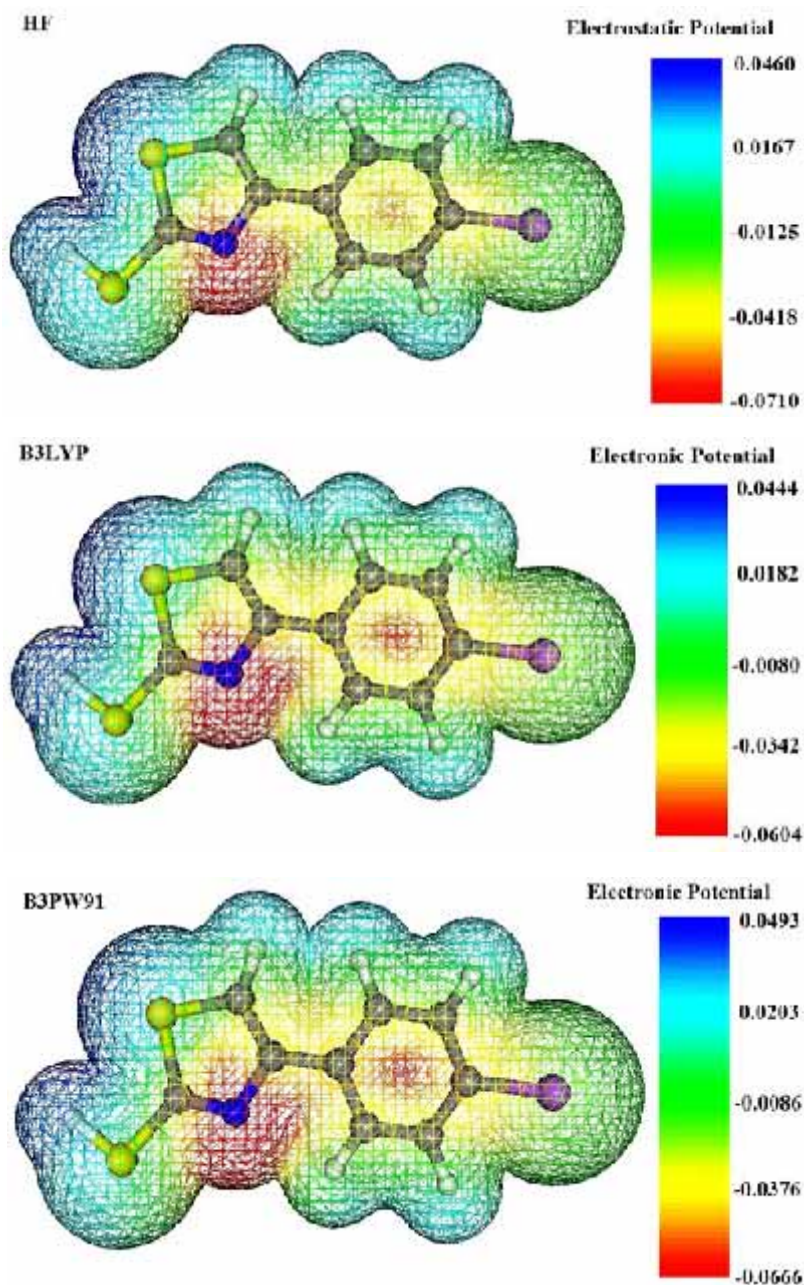 HF
Electrostatic Potential
0.0460
0.0167
-0.0125
-0.0418
-0.0710
B3LYP
Electronic Potential
0.0444
0.0182
-0.0080
-0.0342
-0.0604
B3PW91
Electronic Potential
0.0493
0.0203
-0.0086
-0.0376
-0.0666